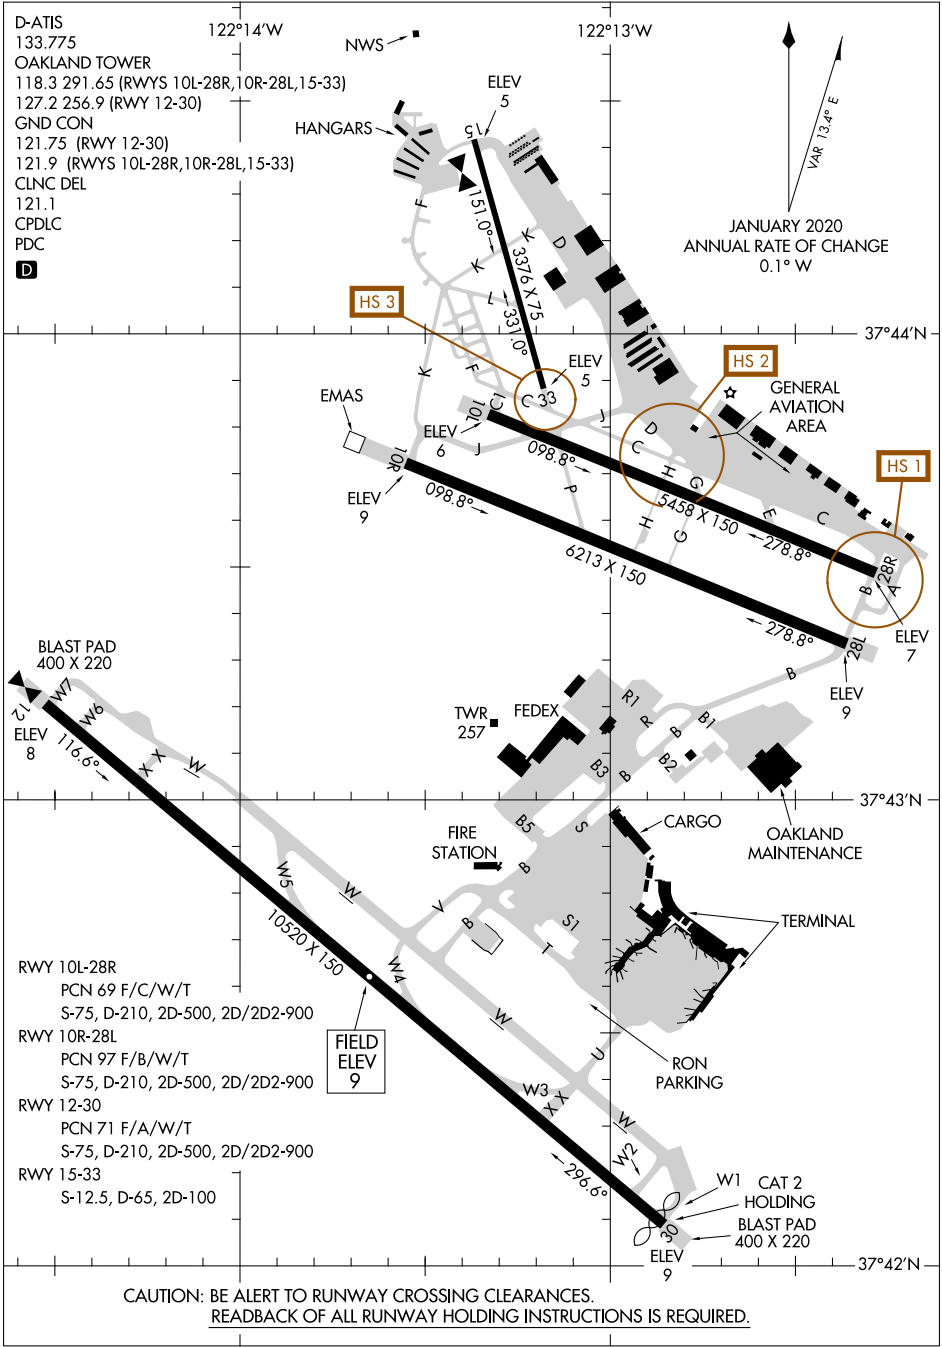 D-ATIS
133.775
OAKLAND TOWER
118.3 291.65 (RWYS 10L-28R,10R-28L,15-33)
127.2 256.9 (RWY 12-30)
GND CON
121.75 (RWY 12-30)
121.9 (RWYS 10L-28R,10R-28L,15-33)
CLNC DEL
121.1
CPDLC
PDC
D
122°14'W
122°13'W
NWS
HANGARS
ELEV
5
15
VAR 13.4° E
JANUARY 2020
ANNUAL RATE OF CHANGE
0.1° W
F
151.0°
K
D
K
3376 X 75
L
331.0°
HS 3
37°44'N
K
F
ELEV
5
HS 2
EMAS
C1
C
33
10L
J
GENERAL
AVIATION
AREA
ELEV
6
J
D
C
10R
098.8°
H
G
HS 1
ELEV
9
098.8°
P
5458 X 150
E
C
H
G
278.8°
6213 X 150
28R
B
A
278.8°
28L
ELEV
7
BLAST PAD
400 X 220
B
ELEV
9
W7
12
W6
ELEV
8
116.6°
X X
W
TWR
257
FEDEX
R1
R
B1
B
B2
B3
B
37°43'N
OAKLAND
MAINTENANCE
CARGO
B5
S
FIRE
STATION
B
W5
W
V
B
S1
T
TERMINAL
10520 X 150
W4
W
RWY 10L-28R
PCN 69 F/C/W/T
S-75, D-210, 2D-500, 2D/2D2-900
RWY 10R-28L
PCN 97 F/B/W/T
S-75, D-210, 2D-500, 2D/2D2-900
RWY 12-30
PCN 71 F/A/W/T
S-75, D-210, 2D-500, 2D/2D2-900
RWY 15-33
S-12.5, D-65, 2D-100
FIELD
ELEV
9
U
RON
PARKING
W3
X X
W
W2
296.6°
W1
CAT 2
HOLDING
30
BLAST PAD
400 X 220
ELEV
9
37°42'N
CAUTION: BE ALERT TO RUNWAY CROSSING CLEARANCES.
READBACK OF ALL RUNWAY HOLDING INSTRUCTIONS IS REQUIRED.